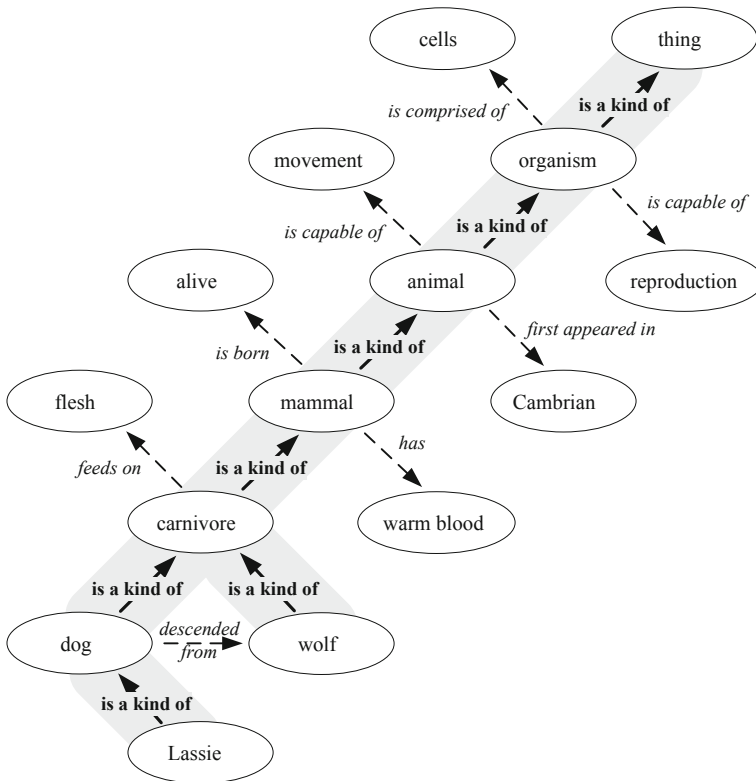 cells
thing
is comprised of
is a kind of
movement
organism
is capable of
is a kind of
is capable of
alive
animal
reproduction
is born
is a kind of
first appeared in
flesh
mammal
Cambrian
feeds on
is a kind of
has
carnivore
warm blood
is a kind of
is a kind of
dog
descended
from
wolf
is a kind of
Lassie